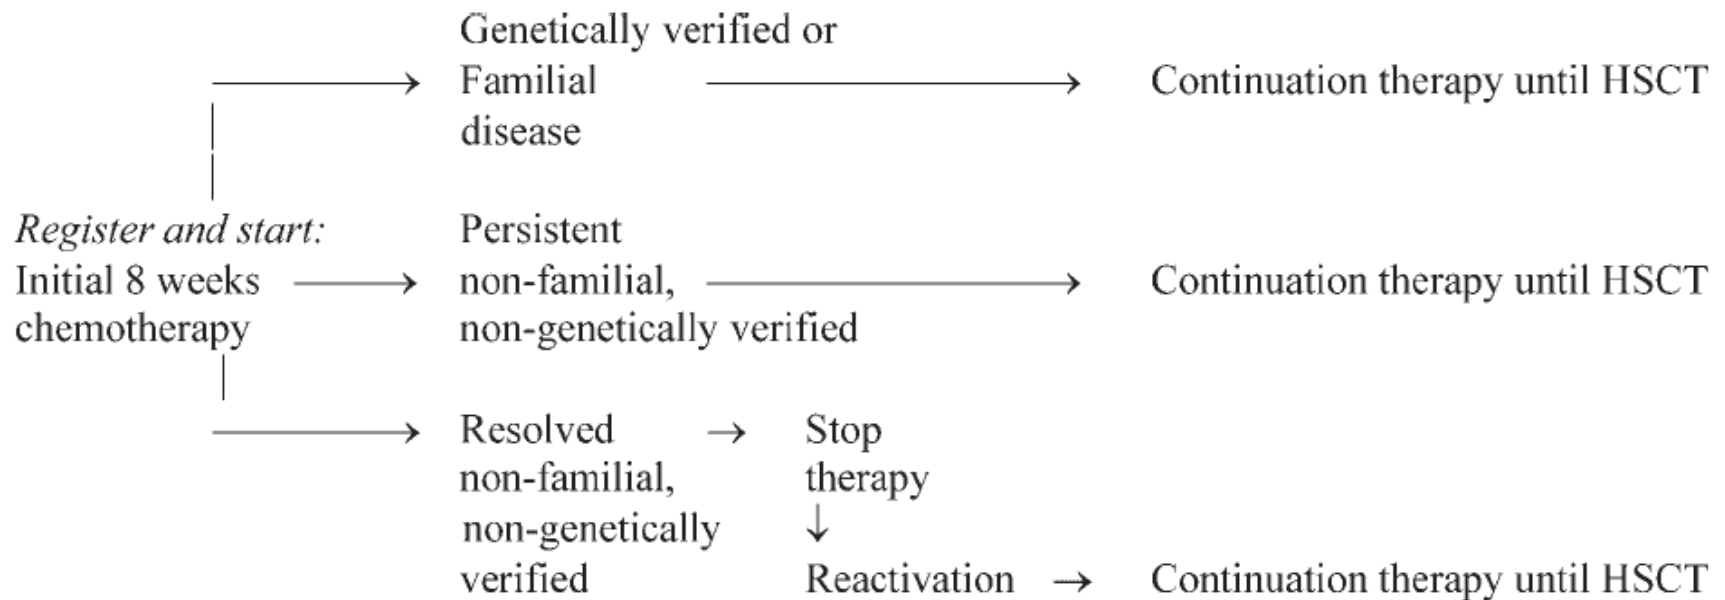 Genetically verified or
Familial
disease
Continuation therapy until HSCT
Register and start:
Initial 8 weeks
chemotherapy
Persistent
non-familial,
non-genetically verified
Continuation therapy until HSCT
Resolved
non-familial,
non-genetically
verified
Stop
therapy
Reactivation
Continuation therapy until HSCT